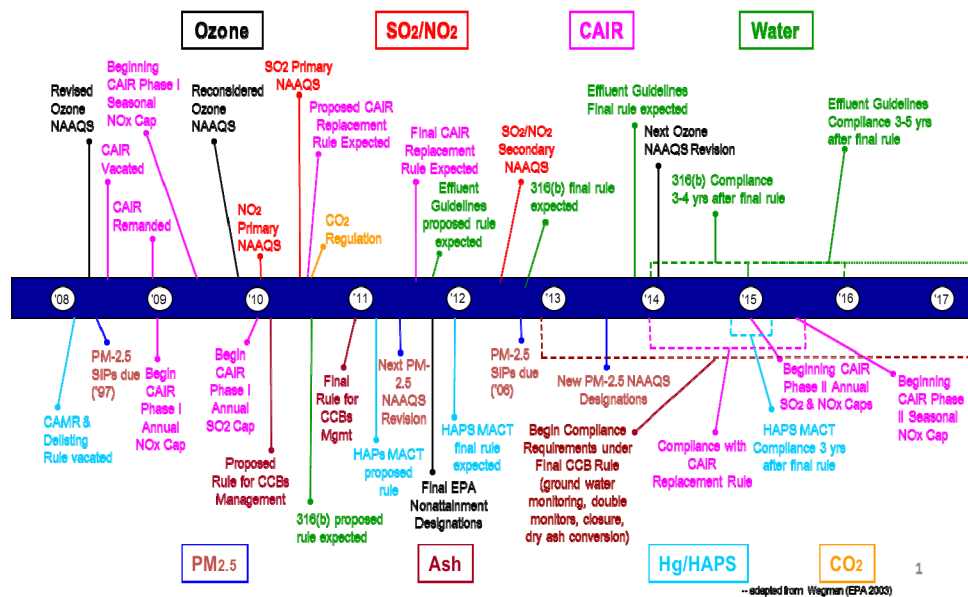 Ozone
SO2/NO2
CAIR
Water
Revised
Ozone
NAAQS
Beginning
CAIR Phase I
Seasonal
NOx Cap
CAIR
Vacated
CAIR
Remanded
Reconsidered
Ozone
NAAQS
NO2
Primary
NAAQS
SO2 Primary
NAAQS
Proposed CAIR
Replacement
Rule Expected
CO2
Regulation
Final CAIR
Replacement
Rule Expected
Effluent
Guidelines
proposed rule
expected
SO2/NO2
Secondary
NAAQS
316(b) final rule
expected
Effluent Guidelines
Final rule expected
Next Ozone
NAAQS Revision
316(b) Compliance
3-4 yrs after final rule
Effluent Guidelines
Compliance 3-5 yrs
after final rule
'08
'09
'10
'11
'12
'13
'14
'15
'16
'17
CAMR &
Delisting
Rule vacated
PM-2.5
SIPs due
('97)
Begin
CAIR
Phase I
Annual
NOx Cap
Begin
CAIR
Phase I
Annual
SO2 Cap
Proposed
Rule for CCBs
Management
316(b) proposed
rule expected
Final
Rule for
CCBs
Mgmt
HAPs MACT
proposed
rule
Next PM-
2.5
NAAQS
Revision
Final EPA
Nonattainment
Designations
HAPS MACT
final rule
expected
PM-2.5
SIPs due
('06)
New PM-2.5 NAAQS
Designations
Begin Compliance
Requirements under
Final CCB Rule
(ground water
monitoring, double
monitors, closure,
dry ash conversion)
Compliance with
CAIR
Replacement Rule
Beginning CAIR
Phase II Annual
SO2 & NOx Caps
HAPS MACT
Compliance 3 yrs
after final rule
Beginning
CAIR Phase
II Seasonal
NOx Cap
PM2.5
Ash
Hg/HAPS
CO2
1
-- adapted from Wegman (EPA 2003)